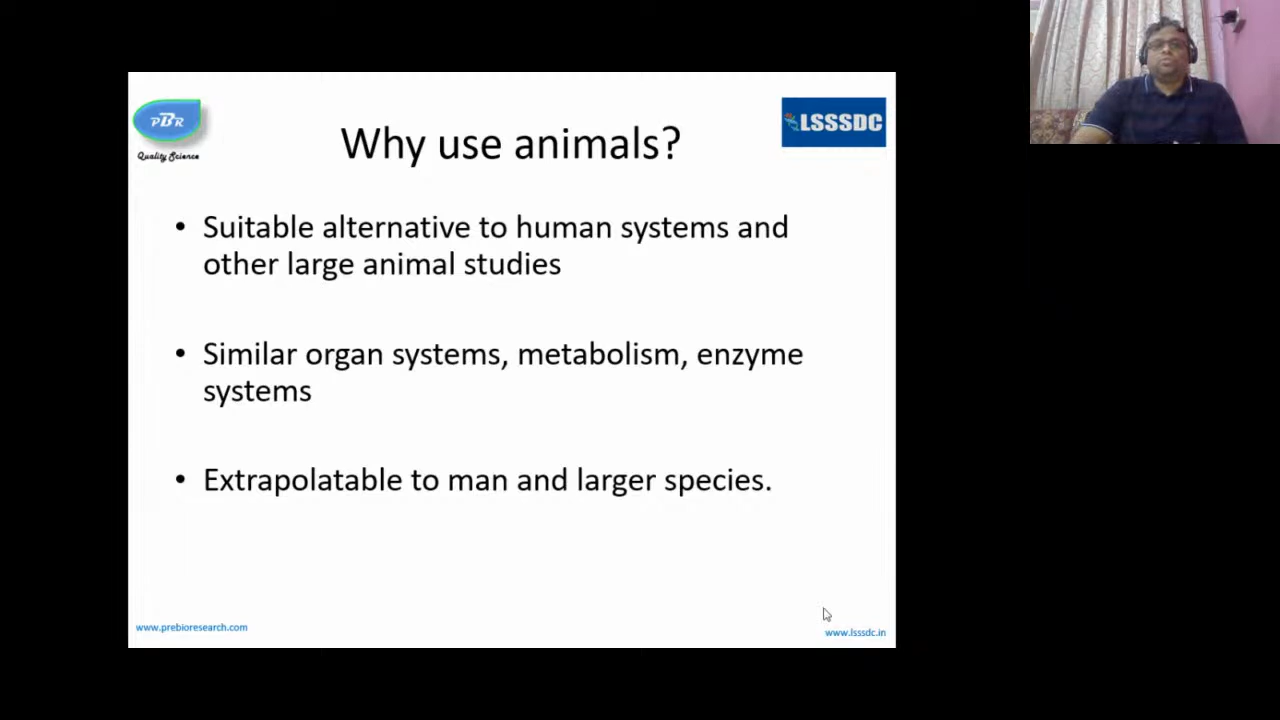 PBR
Quality Science
LSSSDC
Why use animals?
• Suitable alternative to human systems and
other large animal studies
• Similar organ systems, metabolism, enzyme
systems
• Extrapolatable to man and larger species.
www.prebioresearch.com
www.lsssdc.in